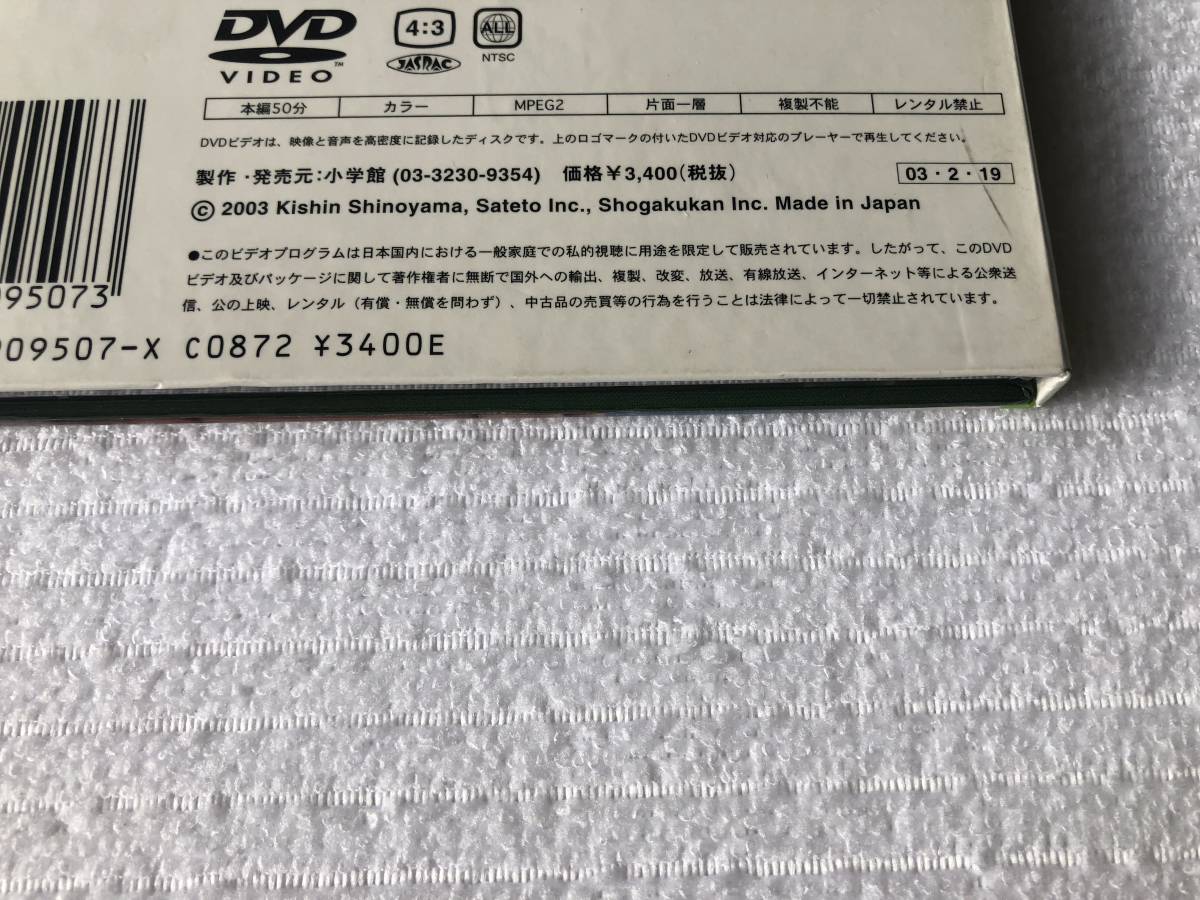 DVD
VIDEO™
4:3
JASRAC
ALL
NTSC
本編50分 カラー MPEG2 片面一層 複製不能 レンタル禁止
DVDビデオは、映像と音声を高密度に記録したディスクです。上のロゴマークの付いたDVDビデオ対応のプレーヤーで再生してください。
製作・発売元:小学館 (03-3230-9354) 価格¥3,400(税抜) 03・2・19
© 2003 Kishin Shinoyama, Sateto Inc., Shogakukan Inc. Made in Japan
●このビデオプログラムは日本国内における一般家庭での私的視聴に用途を限定して販売されています。したがって、このDVD
ビデオ及びパッケージに関して著作権者に無断で国外への輸出、複製、改変、放送、有線放送、インターネット等による公衆送
信、公の上映、レンタル(有償・無償を問わず)、中古品の売買等の行為を行うことは法律によって一切禁止されています。
95073
909507-X C0872 ¥3400E